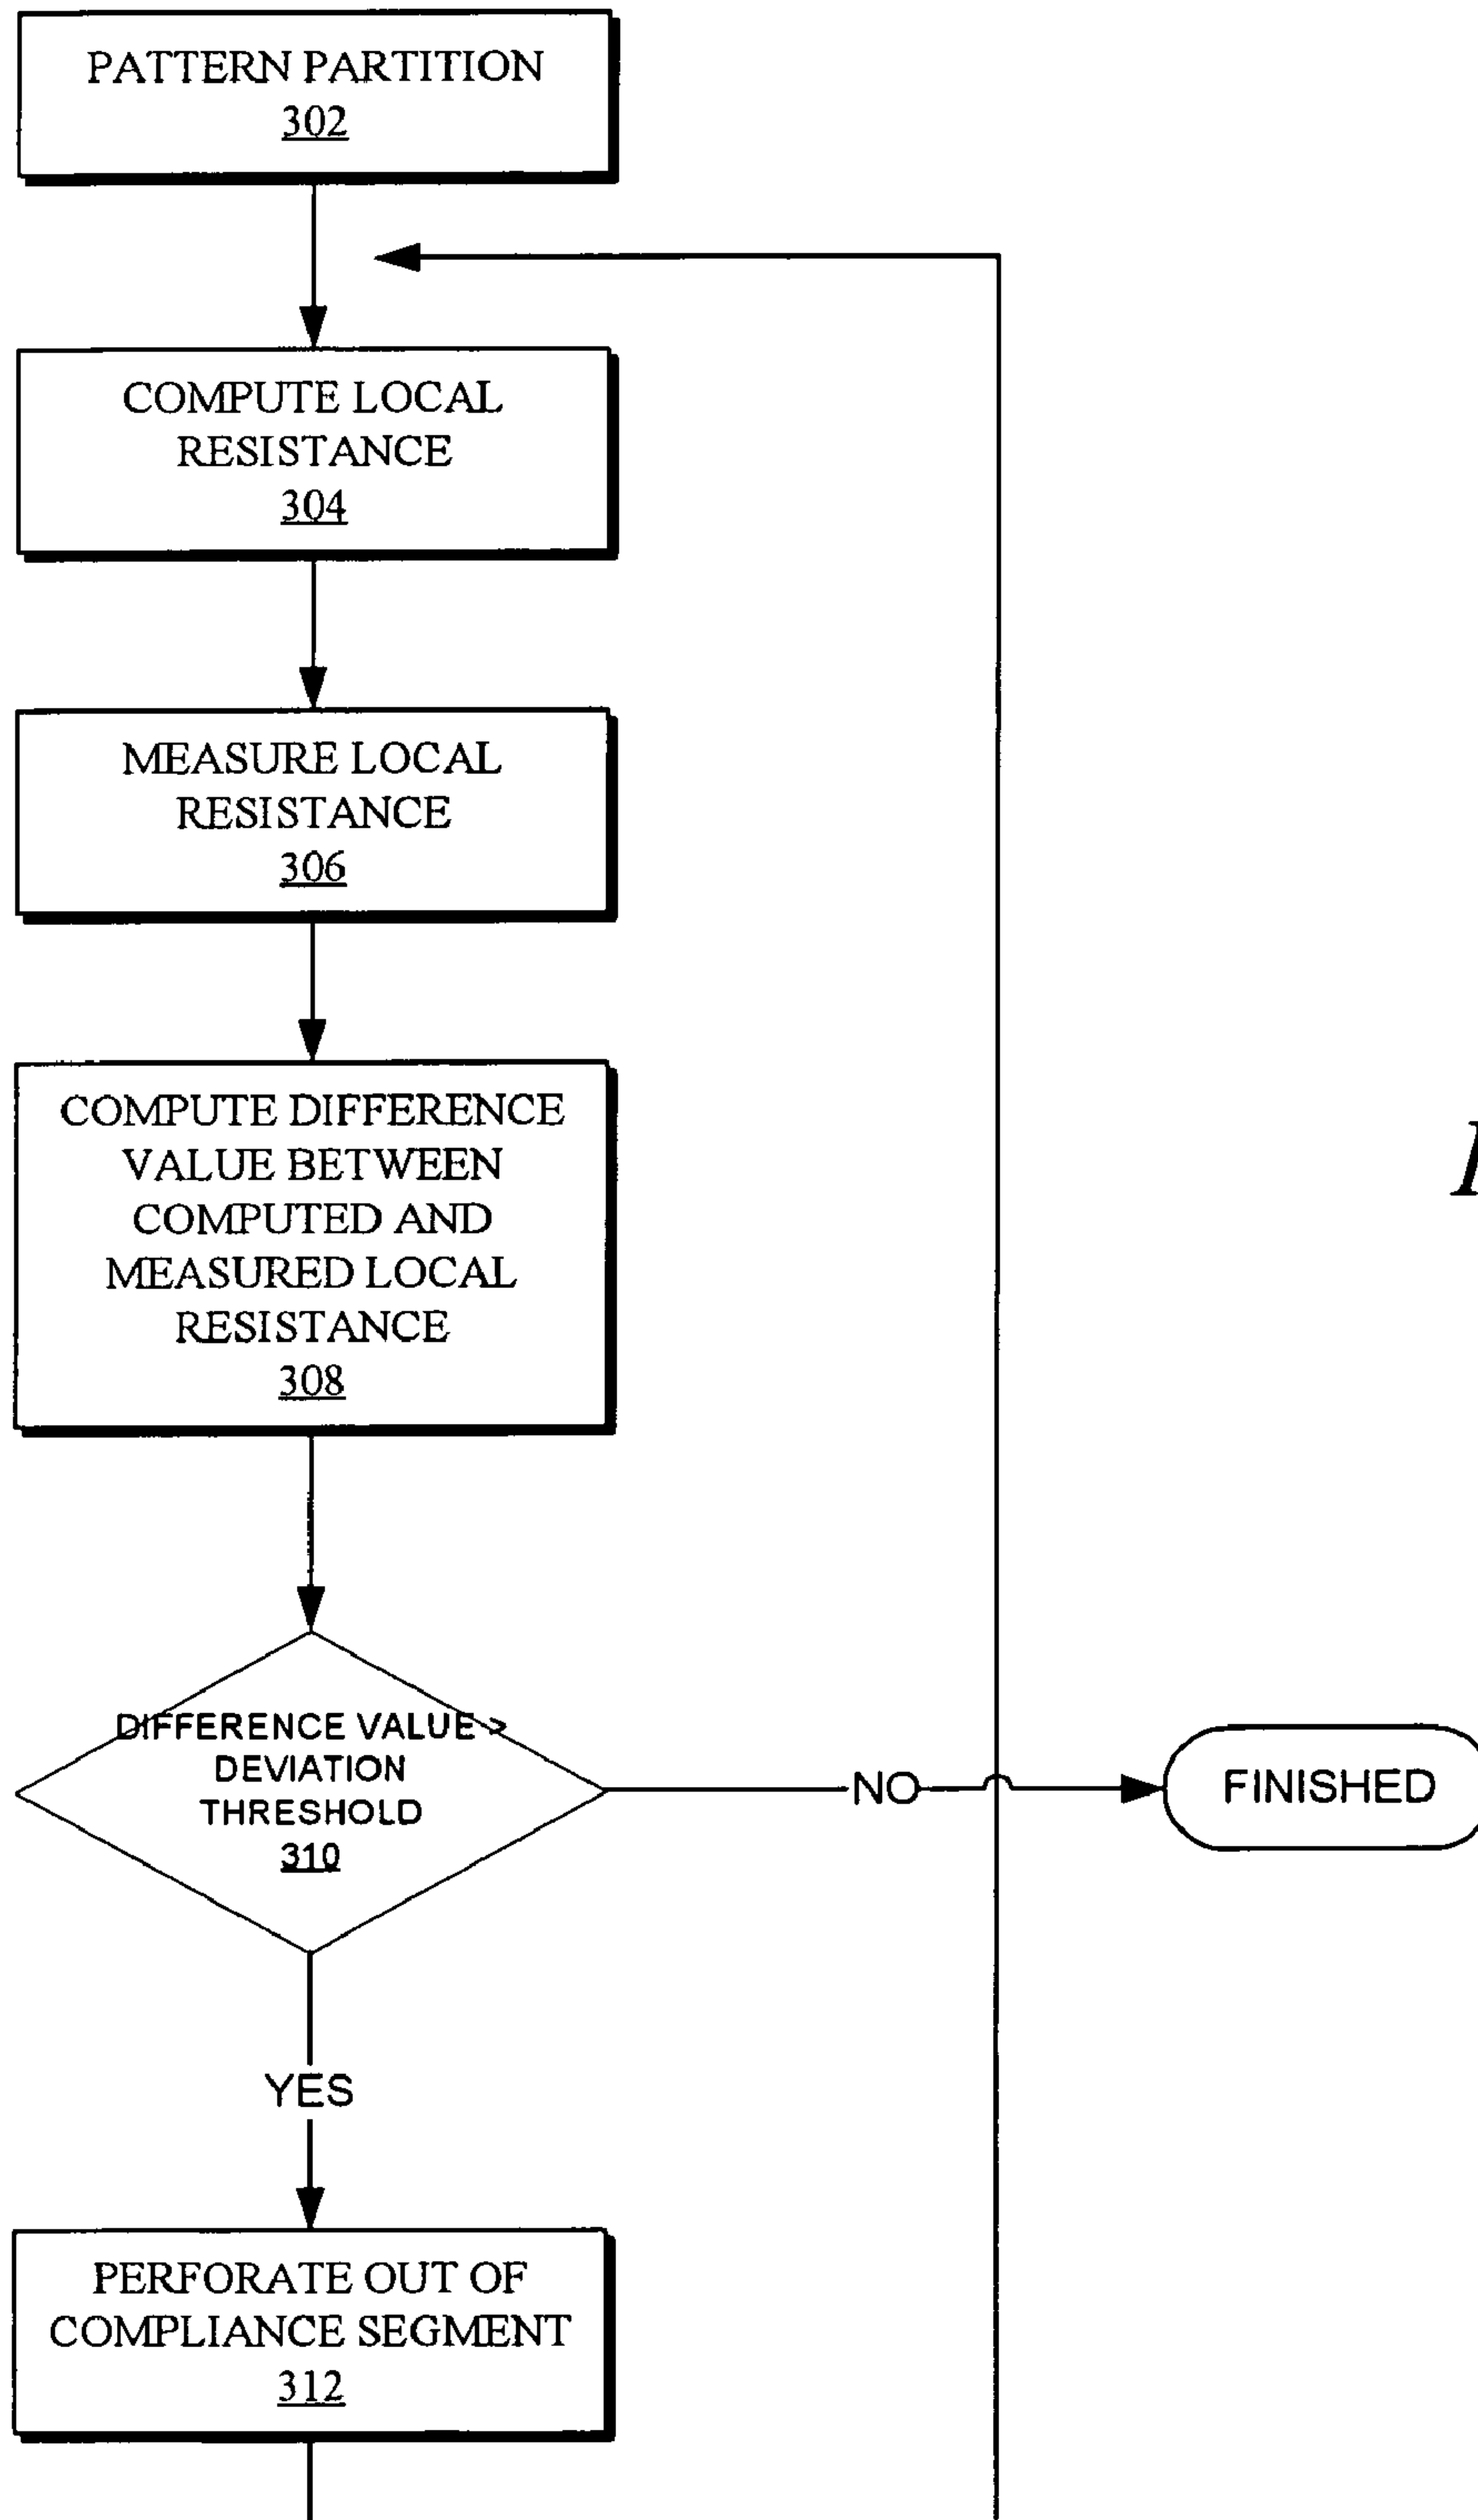 PATTERN PARTITION
302
COMPUTE LOCAL
RESISTANCE
304
MEASURE LOCAL
RESISTANCE
306
COMPUTE DIFFERENCE
VALUE BETWEEN
COMPUTED AND
MEASURED LOCAL
RESISTANCE
308
DIFFERENCE VALUE >
DEVIATION
THRESHOLD
310
NO
FINISHED
YES
PERFORATE OUT OF
COMPLIANCE SEGMENT
312